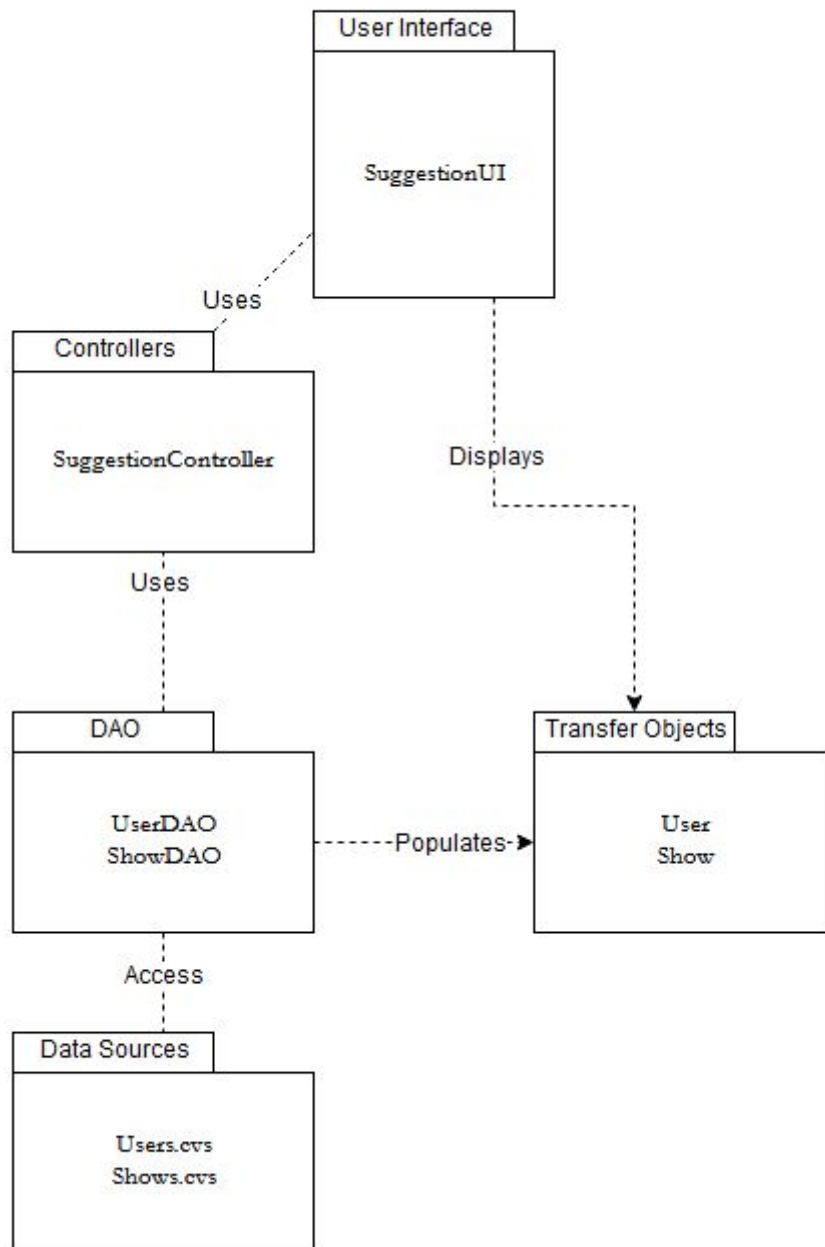 User Interface
SuggestionUI
Uses
Controllers
SuggestionController
Displays
Uses
DAO
Transfer Objects
UserDAO
ShowDAO
Populates
User
Show
Access
Data Sources
Users.cvs
Shows.cvs